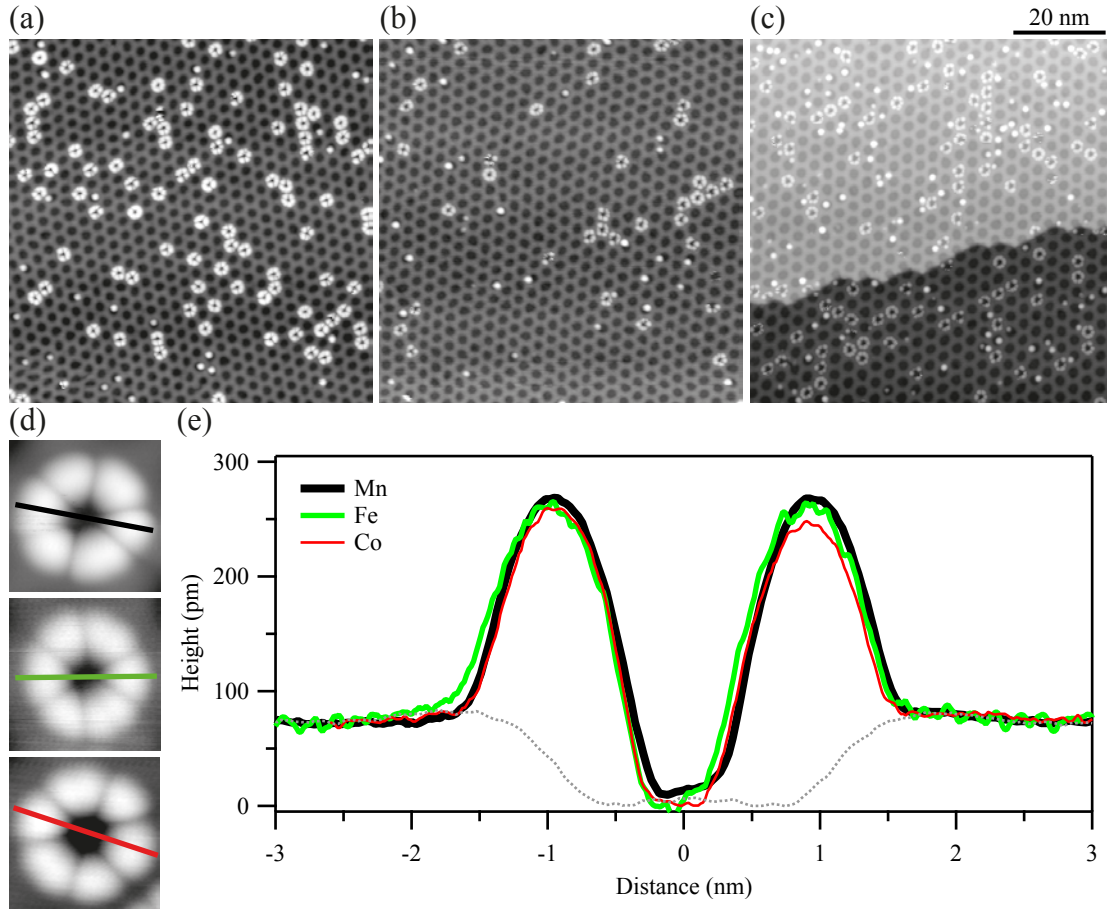 (a)
(b)
(c)
20 nm
(d)
(e)
300
200
100
0
Height (pm)
Mn
Fe
Co
-3
-2
-1
0
1
2
3
Distance (nm)